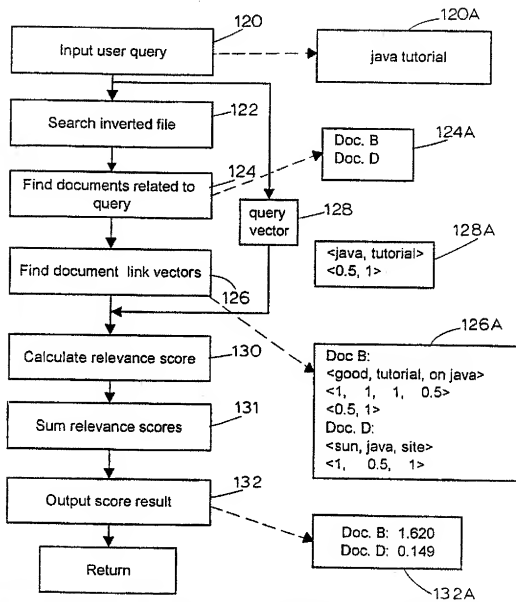 120
Input user query
120A
java tutorial
122
Search inverted file
124
Find documents related to
query
Doc. B
Doc. D
124A
128
query
vector
<java, tutorial>
<0.5, 1>
128A
Find document link vectors
126
126A
Doc B:
<good, tutorial, on java>
<1, 1, 1, 0.5>
<0.5, 1>
Doc. D:
<sun, java, site>
<1, 0.5, 1>
Calculate relevance score
130
Sum relevance scores
131
Output score result
132
Doc. B: 1.620
Doc. D: 0.149
132A
Return